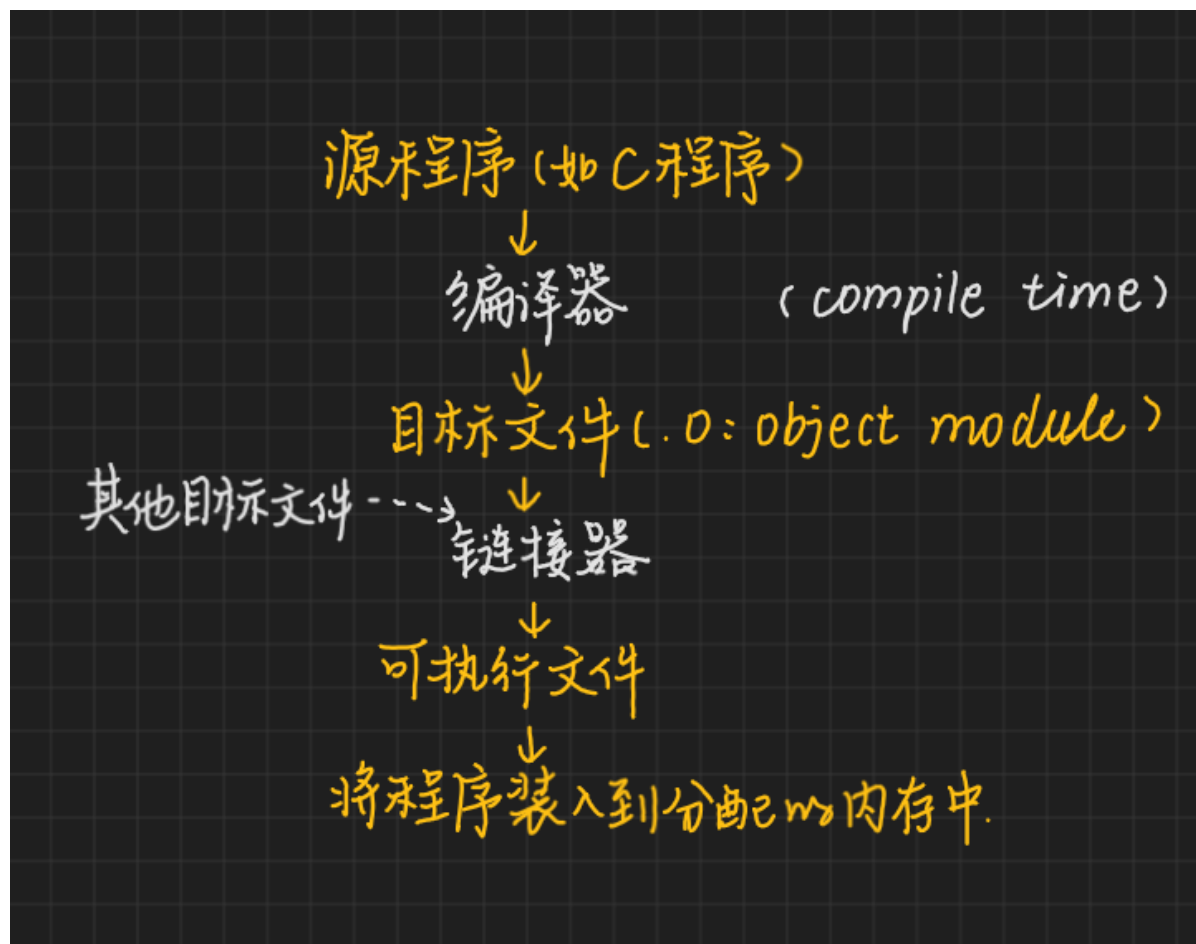 源程序(如C程序)
↓
编译器 (compile time)
↓
目标文件(.o: object module)
↓
其他目标文件 ---→
链接器
↓
可执行文件
↓
将程序装入到分配的内存中.